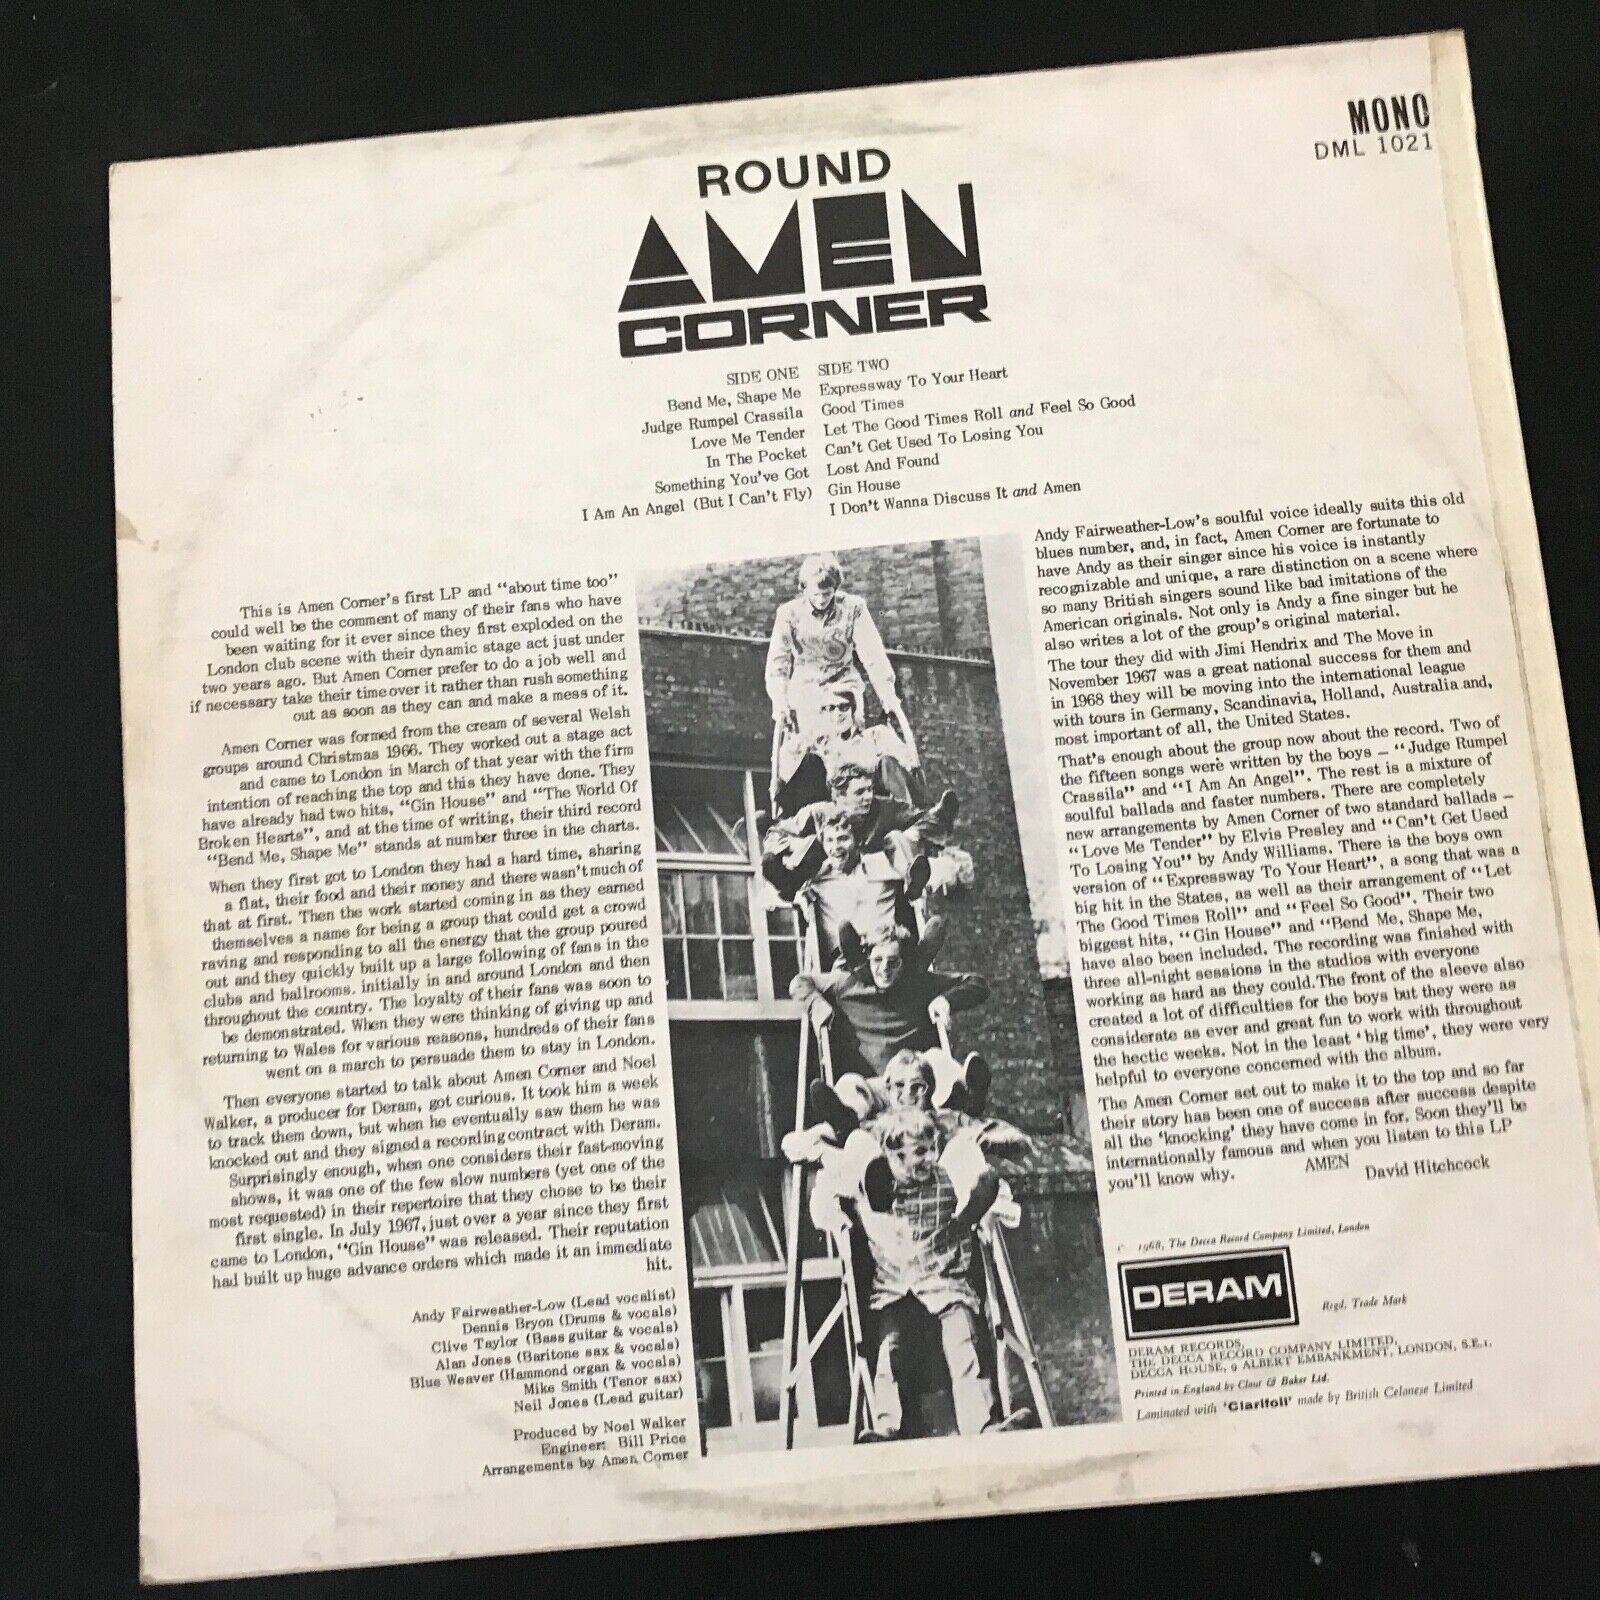 MONO
DML 1021
ROUND
AMEN
CORNER
SIDE ONE
Bend Me, Shape Me
Judge Rumpel Crassila
Love Me Tender
In The Pocket
Something You've Got
I Am An Angel (But I Can't Fly)
SIDE TWO
Expressway To Your Heart
Good Times
Let The Good Times Roll and Feel So Good
Can't Get Used To Losing You
Lost And Found
Gin House
I Don't Wanna Discuss It and Amen
This is Amen Corner's first LP and "about time too"
could well be the comment of many of their fans who have
been waiting for it ever since they first exploded on the
London club scene with their dynamic stage act just under
two years ago. But Amen Corner prefer to do a job well and
if necessary take their time over it rather than rush something
out as soon as they can and make a mess of it.
Amen Corner was formed from the cream of several Welsh
groups around Christmas 1966. They worked out a stage act
and came to London in March of that year with the firm
intention of reaching the top and this they have done. They
have already had two hits, "Gin House" and "The World Of
Broken Hearts", and at the time of writing, their third record
"Bend Me, Shape Me" stands at number three in the charts.
When they first got to London they had a hard time, sharing
a flat, their food and their money and there wasn't much of
that at first. Then the work started coming in as they earned
themselves a name for being a group that could get a crowd
raving and responding to all the energy that the group poured
out and they quickly built up a large following of fans in the
clubs and ballrooms. initially in and around London and then
throughout the country. The loyalty of their fans was soon to
be demonstrated. When they were thinking of giving up and
returning to Wales for various reasons, hundreds of their fans
went on a march to persuade them to stay in London.
Then everyone started to talk about Amen Corner and Noel
Walker, a producer for Deram, got curious. It took him a week
to track them down, but when he eventually saw them he was
knocked out and they signed a recording contract with Deram.
Surprisingly enough, when one considers their fast-moving
shows, it was one of the few slow numbers (yet one of the
most requested) in their repertoire that they chose to be their
first single. In July 1967, just over a year since they first
came to London, "Gin House" was released. Their reputation
had built up huge advance orders which made it an immediate
hit.
Andy Fairweather-Low (Lead vocalist)
Dennis Bryon (Drums & vocals)
Clive Taylor (Bass guitar & vocals)
Alan Jones (Baritone sax & vocals)
Blue Weaver (Hammond organ & vocals)
Mike Smith (Tenor sax)
Neil Jones (Lead guitar)
Produced by Noel Walker
Engineer: Bill Price
Arrangements by Amen Corner
Andy Fairweather-Low's soulful voice ideally suits this old
blues number, and, in fact, Amen Corner are fortunate to
have Andy as their singer since his voice is instantly
recognizable and unique, a rare distinction on a scene where
so many British singers sound like bad imitations of the
American originals. Not only is Andy a fine singer but he
also writes a lot of the group's original material.
The tour they did with Jimi Hendrix and The Move in
November 1967 was a great national success for them and
in 1968 they will be moving into the international league
with tours in Germany, Scandinavia, Holland, Australia and,
most important of all, the United States.
That's enough about the group now about the record. Two of
the fifteen songs were written by the boys – "Judge Rumpel
Crassila" and "I Am An Angel". The rest is a mixture of
soulful ballads and faster numbers. There are completely
new arrangements by Amen Corner of two standard ballads –
"Love Me Tender" by Elvis Presley and "Can't Get Used
To Losing You" by Andy Williams. There is the boys own
version of "Expressway To Your Heart", a song that was a
big hit in the States, as well as their arrangement of "Let
The Good Times Roll" and "Feel So Good". Their two
biggest hits, "Gin House" and "Bend Me, Shape Me,
have also been included. The recording was finished with
three all-night sessions in the studios with everyone
working as hard as they could. The front of the sleeve also
created a lot of difficulties for the boys but they were as
considerate as ever and great fun to work with throughout
the hectic weeks. Not in the least 'big time', they were very
helpful to everyone concerned with the album.
The Amen Corner set out to make it to the top and so far
their story has been one of success after success despite
all the 'knocking' they have come in for. Soon they'll be
internationally famous and when you listen to this LP
you'll know why. AMEN
David Hitchcock
© 1968, The Decca Record Company Limited, London
DERAM
Regd. Trade Mark
DERAM RECORDS,
THE DECCA RECORD COMPANY LIMITED,
DECCA HOUSE, 9 ALBERT EMBANKMENT, LONDON, S.E.1.
Printed in England by Clout & Baker Ltd.
Laminated with 'Clarifoil' made by British Celanese Limited